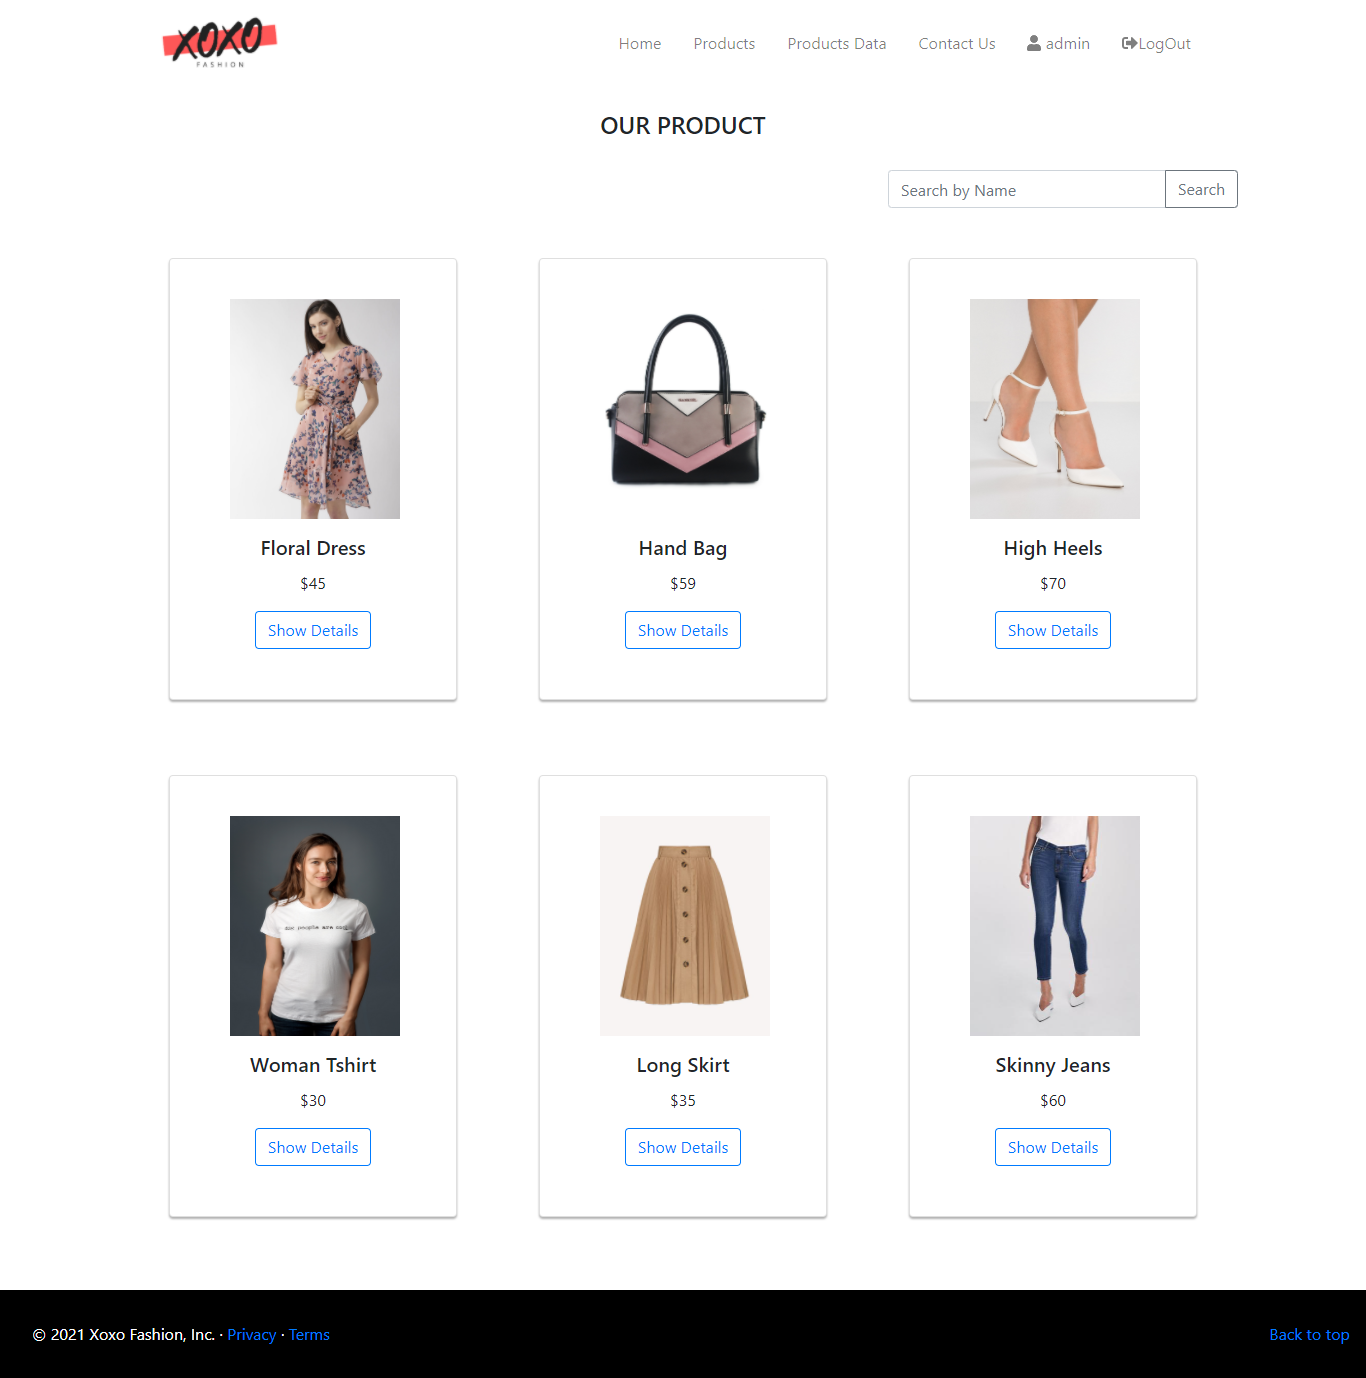 XOXO
FASHION
Home Products Products Data Contact Us admin LogOut
OUR PRODUCT
Search by Name Search
Floral Dress Hand Bag High Heels
$45 $59 $70
Show Details Show Details Show Details
people are
Woman Tshirt Long Skirt Skinny Jeans
$30 $35 $60
Show Details Show Details Show Details
© 2021 Xoxo Fashion, Inc. · Privacy · Terms Back to top